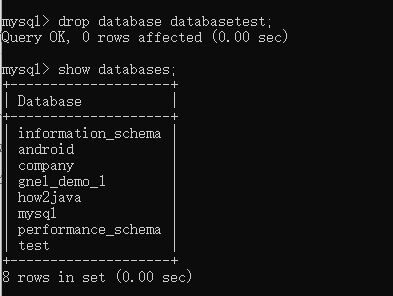 mysql> drop database databasetest;
Query OK, 0 rows affected (0.00 sec)
mysql> show databases;
+--------------------+
| Database           |
+--------------------+
| information_schema |
| android            |
| company            |
| gnel_demo_1        |
| how2java           |
| mysql              |
| performance_schema |
| test               |
+--------------------+
8 rows in set (0.00 sec)